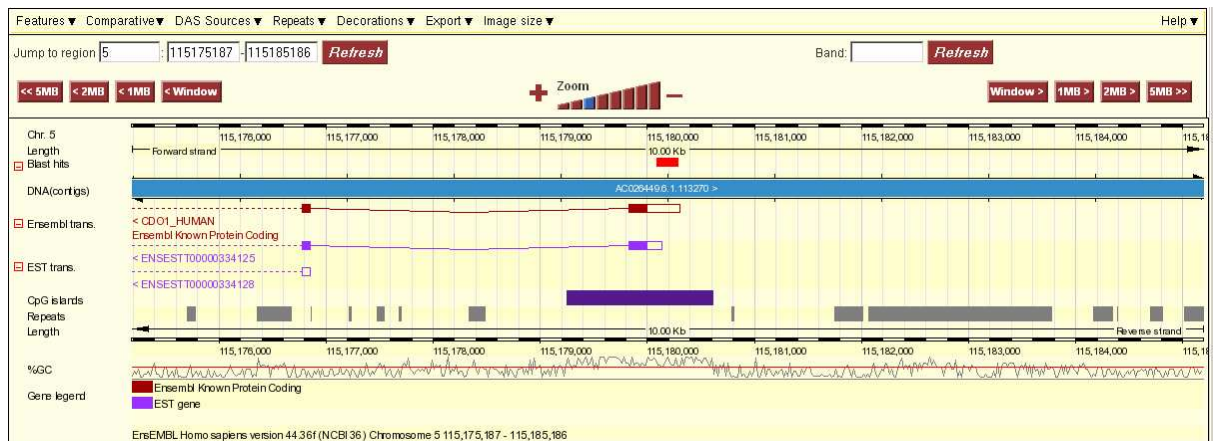 Features ▼ Comparative ▼ DAS Sources ▼ Repeats ▼ Decorations ▼ Export ▼ Image size ▼ Help ▼
Jump to region 5 : 115175187 - 115185186 Refresh Band: Refresh
<< 5MB < 2MB < 1MB < Window + Zoom - Window > 1MB > 2MB > 5MB >>
Chr. 5 115,176,000 115,177,000 115,178,000 115,179,000 115,180,000 115,181,000 115,182,000 115,183,000 115,184,000 115,18
Length Forward strand 10.00 Kb
Blast hits
DNA(contigs) AC026449.6.1.113270 >
Ensembl trans. < CDO1_HUMAN
Ensembl Known Protein Coding
< ENSESTT00000334125
EST trans.
< ENSESTT00000334128
CpG islands
Repeats
Length 10.00 Kb Reverse strand
115,176,000 115,177,000 115,178,000 115,179,000 115,180,000 115,181,000 115,182,000 115,183,000 115,184,000 115,18
%GC
Gene legend Ensembl Known Protein Coding
EST gene
EnsEMBL Homo sapiens version 44.36f (NCBI 36) Chromosome 5 115,175,187 - 115,185,186